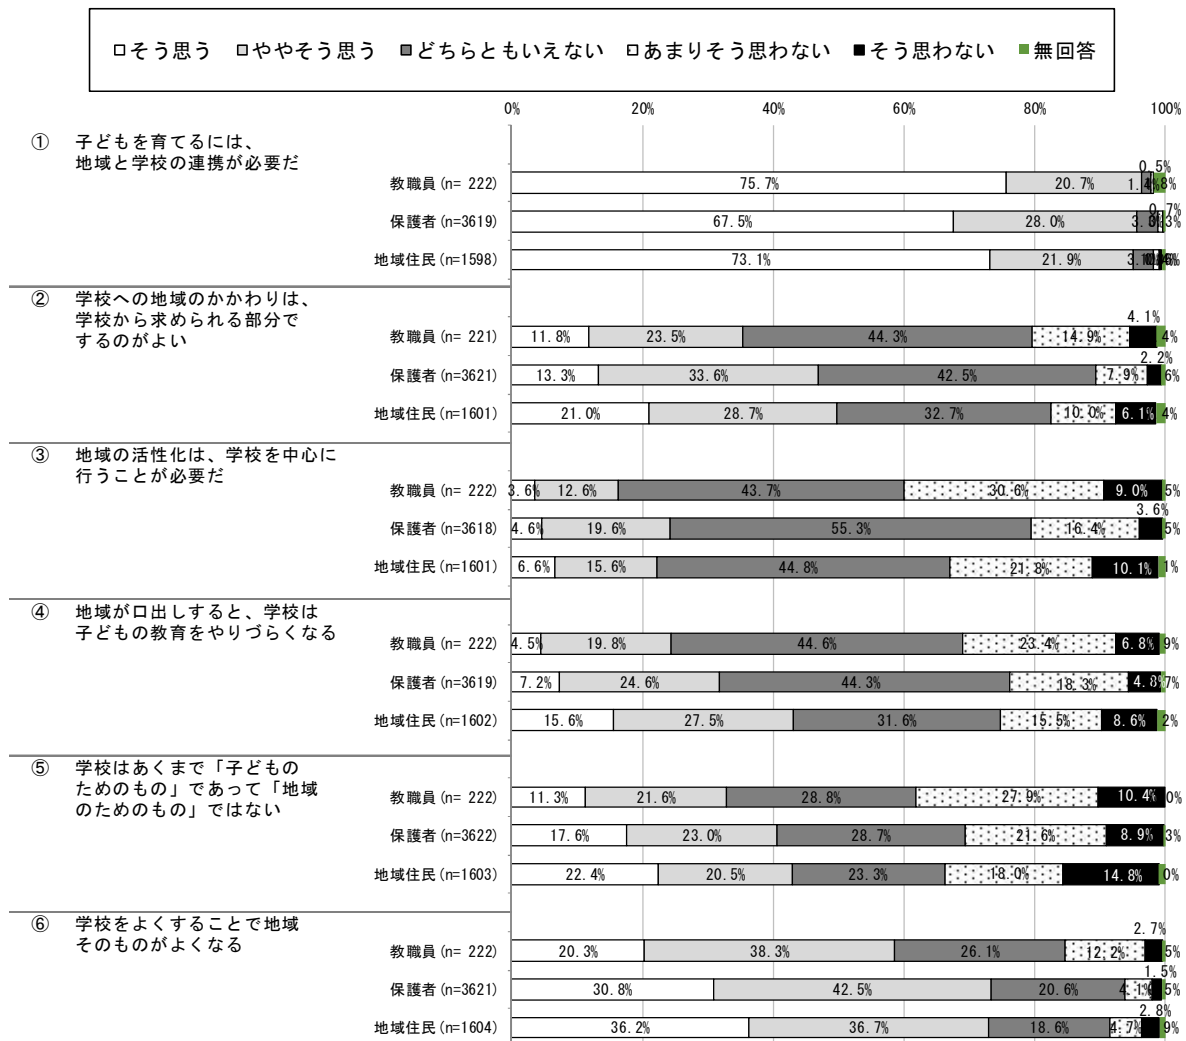 そう思う ややそう思う どちらともいえない あまりそう思わない そう思わない 無回答
0% 20% 40% 60% 80% 100%
① 子どもを育てるには、
地域と学校の連携が必要だ
0.5%
教職員(n= 222) 75.7% 20.7%
保護者(n=3619) 67.5% 28.0%
地域住民(n=1598) 73.1% 21.9%
② 学校への地域のかかわりは、
学校から求められる部分で
するのがよい
4.1%
教職員(n= 221) 11.8% 23.5% 44.3% 14.9% 4%
2.2%
保護者(n=3621) 13.3% 33.6% 42.5% 7.9% 6%
地域住民(n=1601) 21.0% 28.7% 32.7% 10.0% 6.1% 4%
③ 地域の活性化は、学校を中心に
行うことが必要だ
教職員(n= 222) 3.6% 12.6% 43.7% 30.6% 9.0% 5%
3.6%
保護者(n=3618) 4.6% 19.6% 55.3% 16.4% 5%
地域住民(n=1601) 6.6% 15.6% 44.8% 21.8% 10.1% 1%
④ 地域が口出しすると、学校は
子どもの教育をやりづらくなる
教職員(n= 222) 4.5% 19.8% 44.6% 23.4% 6.8% 9%
保護者(n=3619) 7.2% 24.6% 44.3% 18.3% 4.8% 7%
地域住民(n=1602) 15.6% 27.5% 31.6% 15.5% 8.6% 2%
⑤ 学校はあくまで「子どもの
ためのもの」であって「地域
のためのもの」ではない
教職員(n= 222) 11.3% 21.6% 28.8% 27.9% 10.4% 0%
保護者(n=3622) 17.6% 23.0% 28.7% 21.6% 8.9% 3%
地域住民(n=1603) 22.4% 20.5% 23.3% 18.0% 14.8% 0%
⑥ 学校をよくすることで地域
そのものがよくなる
2.7%
教職員(n= 222) 20.3% 38.3% 26.1% 12.2% 5%
1.5%
保護者(n=3621) 30.8% 42.5% 20.6% 4.1% 5%
2.8%
地域住民(n=1604) 36.2% 36.7% 18.6% 4.7% 9%